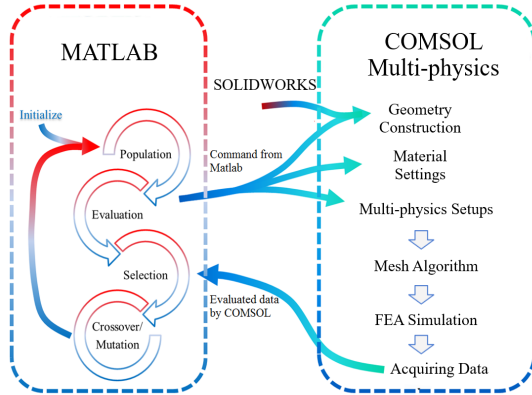 MATLAB
Initialize
Population
Evaluation
Selection
Crossover/
Mutation
SOLIDWORKS
Command from
Matlab
Evaluated data
by COMSOL
COMSOL
Multi-physics
Geometry
Construction
Material
Settings
Multi-physics Setups
Mesh Algorithm
FEA Simulation
Acquiring Data